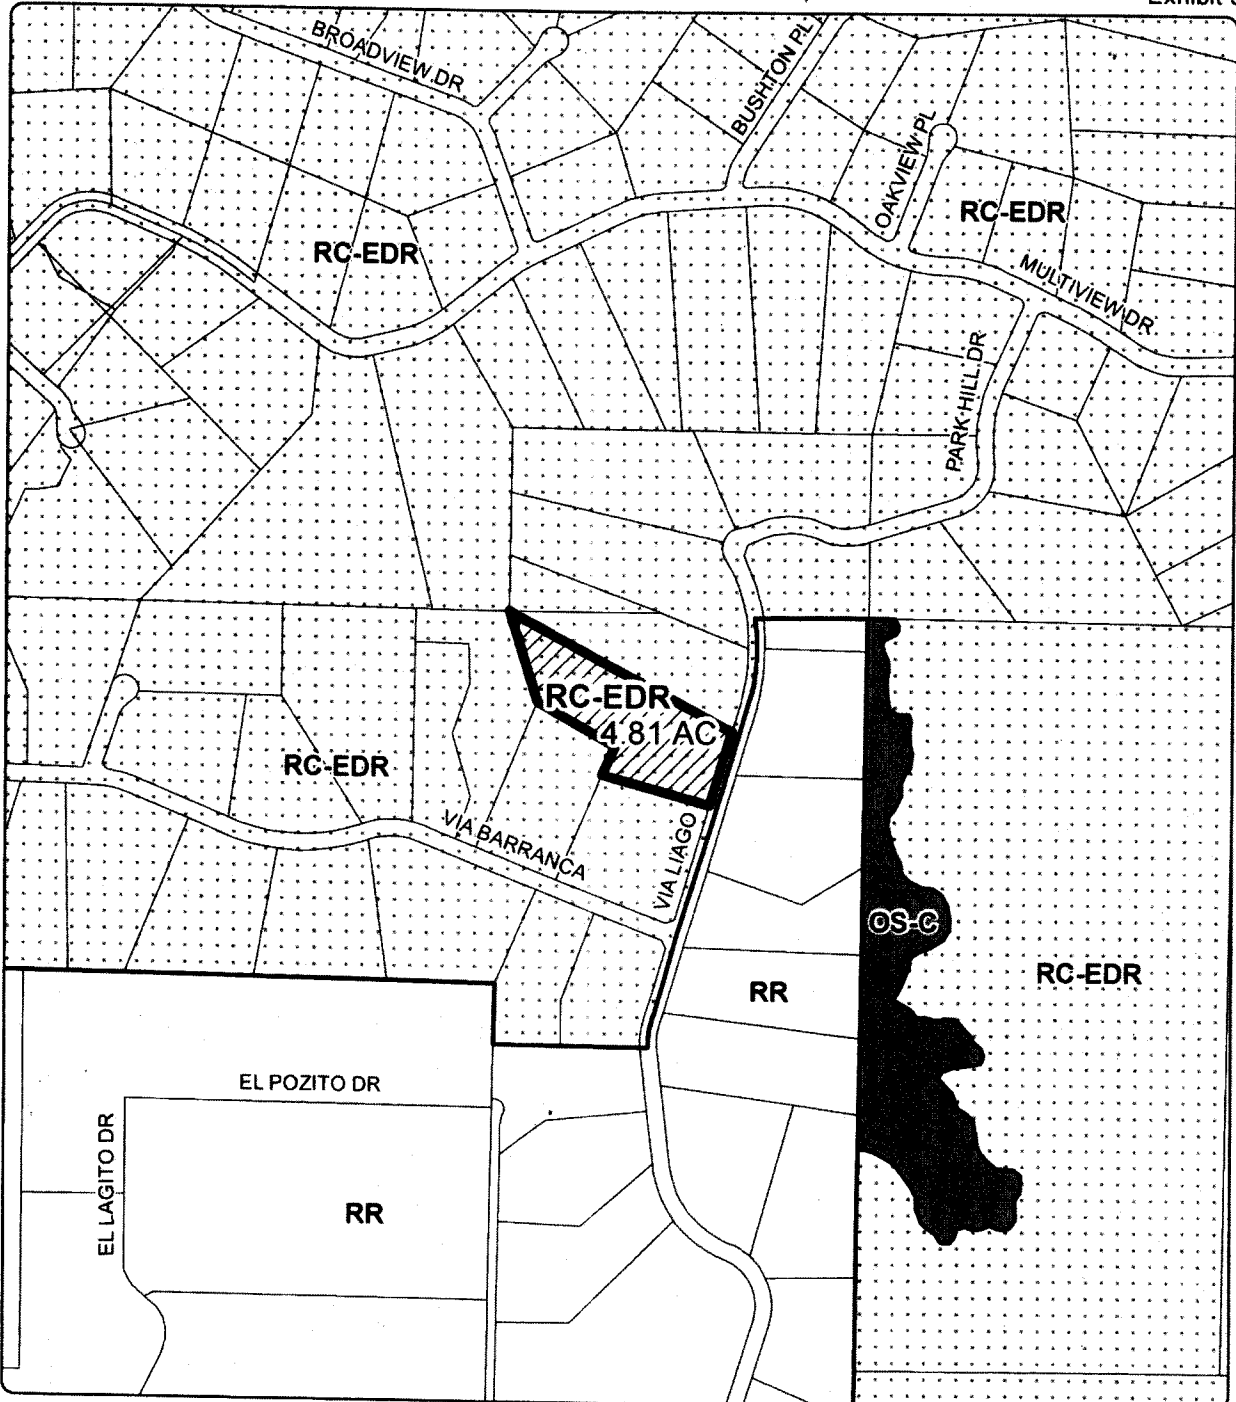 BROADVIEW DR
BUSHTON PL
OAKVIEW PL
RC-EDR
RC-EDR
MULTIVIEW DR
PARK HILL DR
RC-EDR
4.81 AC
RC-EDR
VIA BARRANCA
VIA LIAGO
OS-C
RC-EDR
RR
EL POZITO DR
EL LAGITO DR
RR